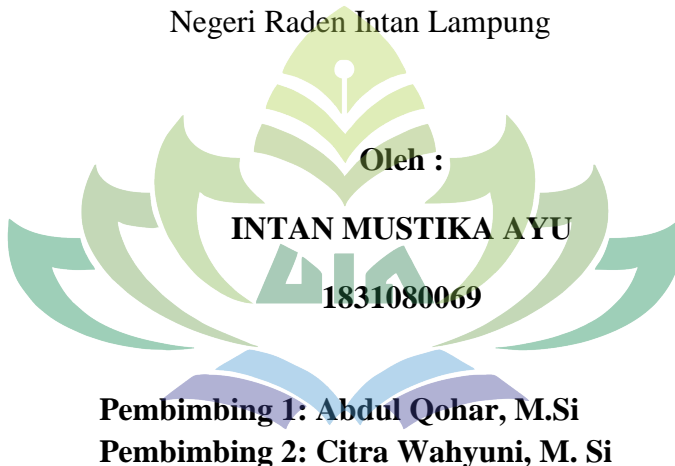 Negeri Raden Intan Lampung
Oleh :
INTAN MUSTIKA AYU
UIN
1831080069
Pembimbing 1: Abdul Qohar, M.Si
Pembimbing 2: Citra Wahyuni, M. Si